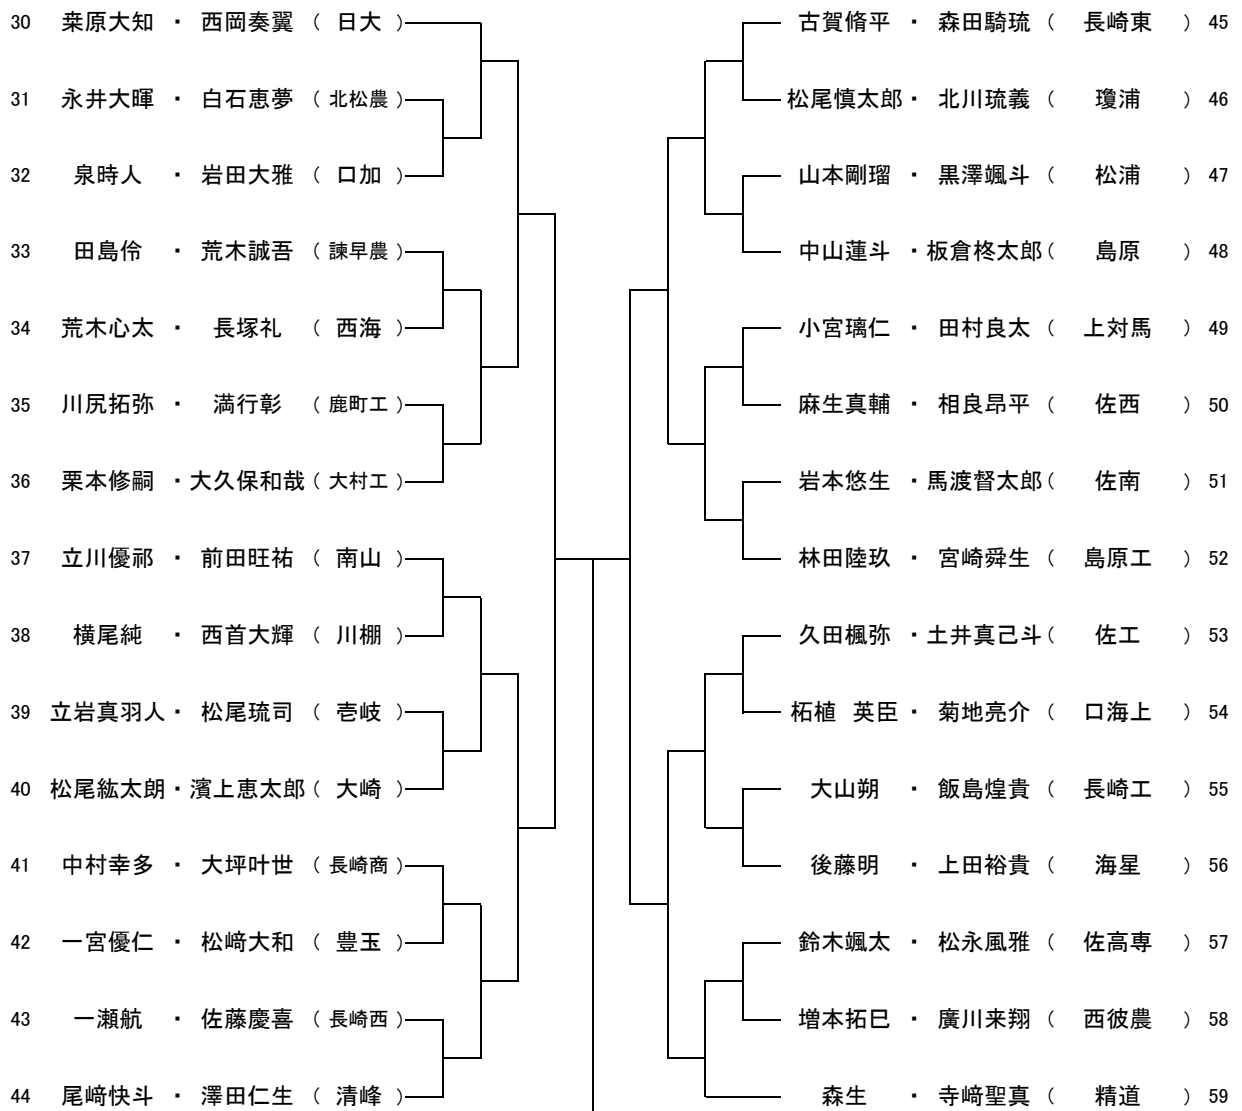 30 桒原大知 ・ 西岡奏翼 ( 日大 )
31 永井大暉 ・ 白石恵夢 ( 北松農 )
32 泉時人 ・ 岩田大雅 ( 口加 )
33 田島伶 ・ 荒木誠吾 ( 諫早農 )
34 荒木心太 ・ 長塚礼 ( 西海 )
35 川尻拓弥 ・ 満行彰 ( 鹿町工 )
36 栗本修嗣 ・ 大久保和哉 ( 大村工 )
37 立川優祁 ・ 前田旺祐 ( 南山 )
38 横尾純 ・ 西首大輝 ( 川棚 )
39 立岩真羽人 ・ 松尾琉司 ( 壱岐 )
40 松尾紘太朗 ・ 濱上恵太郎 ( 大崎 )
41 中村幸多 ・ 大坪叶世 ( 長崎商 )
42 一宮優仁 ・ 松﨑大和 ( 豊玉 )
43 一瀬航 ・ 佐藤慶喜 ( 長崎西 )
44 尾﨑快斗 ・ 澤田仁生 ( 清峰 )
古賀脩平 ・ 森田騎琉 ( 長崎東 ) 45
松尾慎太郎 ・ 北川琉義 ( 瓊浦 ) 46
山本剛瑠 ・ 黒澤颯斗 ( 松浦 ) 47
中山蓮斗 ・ 板倉柊太郎 ( 島原 ) 48
小宮璃仁 ・ 田村良太 ( 上対馬 ) 49
麻生真輔 ・ 相良昂平 ( 佐西 ) 50
岩本悠生 ・ 馬渡督太郎 ( 佐南 ) 51
林田陸玖 ・ 宮崎舜生 ( 島原工 ) 52
久田楓弥 ・ 土井真己斗 ( 佐工 ) 53
柘植 英臣 ・ 菊地亮介 ( 口海上 ) 54
大山朔 ・ 飯島煌貴 ( 長崎工 ) 55
後藤明 ・ 上田裕貴 ( 海星 ) 56
鈴木颯太 ・ 松永風雅 ( 佐高専 ) 57
増本拓巳 ・ 廣川来翔 ( 西彼農 ) 58
森生 ・ 寺﨑聖真 ( 精道 ) 59